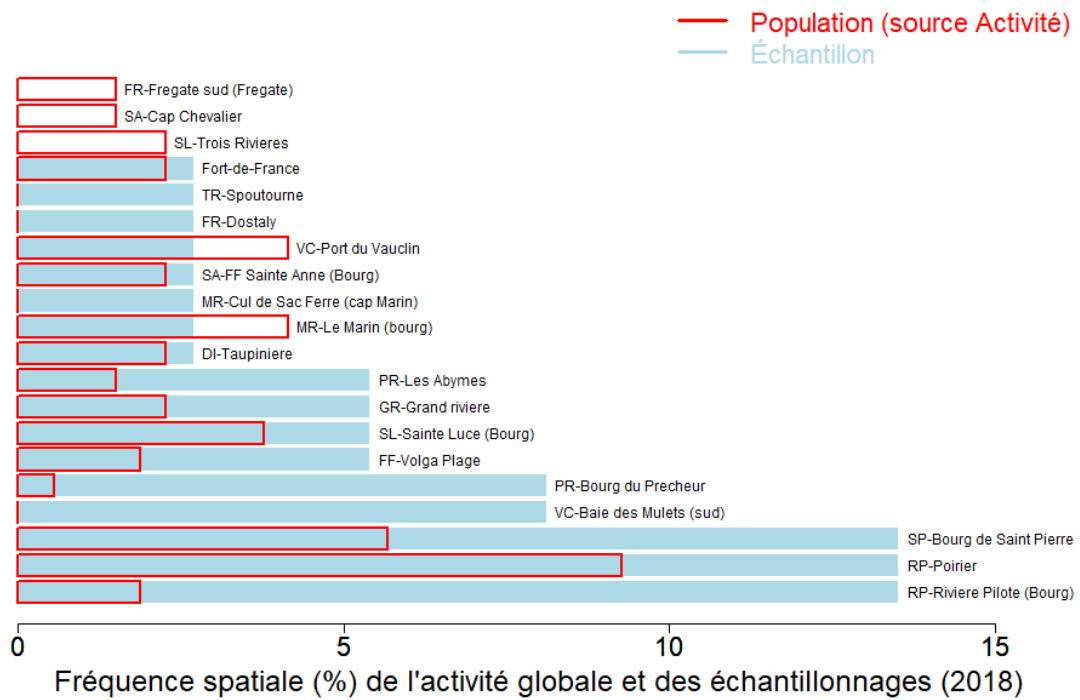 Population (source Activité)
Échantillon
FR-Fregate sud (Fregate)
SA-Cap Chevalier
SL-Trois Rivieres
Fort-de-France
TR-Spoutourne
FR-Dostaly
VC-Port du Vauclin
SA-FF Sainte Anne (Bourg)
MR-Cul de Sac Ferre (cap Marin)
MR-Le Marin (bourg)
DI-Taupiniere
PR-Les Abymes
GR-Grand riviere
SL-Sainte Luce (Bourg)
FF-Volga Plage
PR-Bourg du Precheur
VC-Baie des Mulets (sud)
SP-Bourg de Saint Pierre
RP-Poirier
RP-Riviere Pilote (Bourg)
0 5 10 15
Fréquence spatiale (%) de l'activité globale et des échantillonnages (2018)